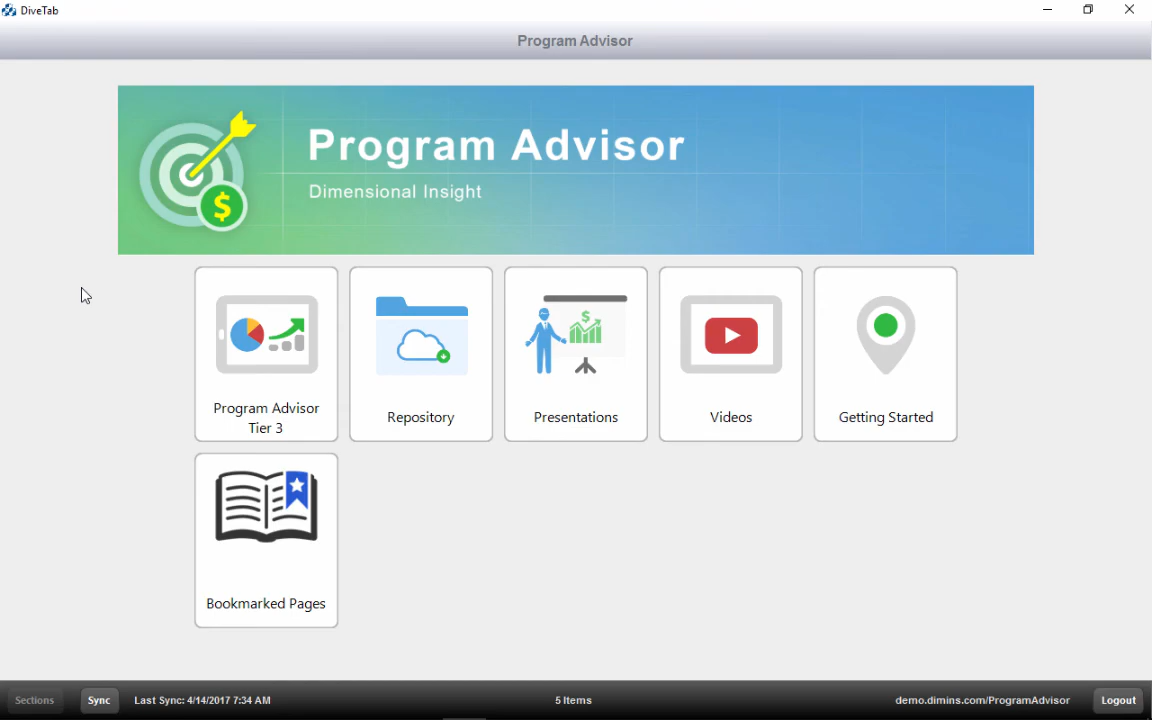 DiveTab
Program Advisor
Program Advisor
Dimensional Insight
$
Program Advisor
Tier 3
Repository
$
Presentations
Videos
Getting Started
Bookmarked Pages
Sections
Sync
Last Sync: 4/14/2017 7:34 AM
5 Items
demo.dimins.com/ProgramAdvisor
Logout